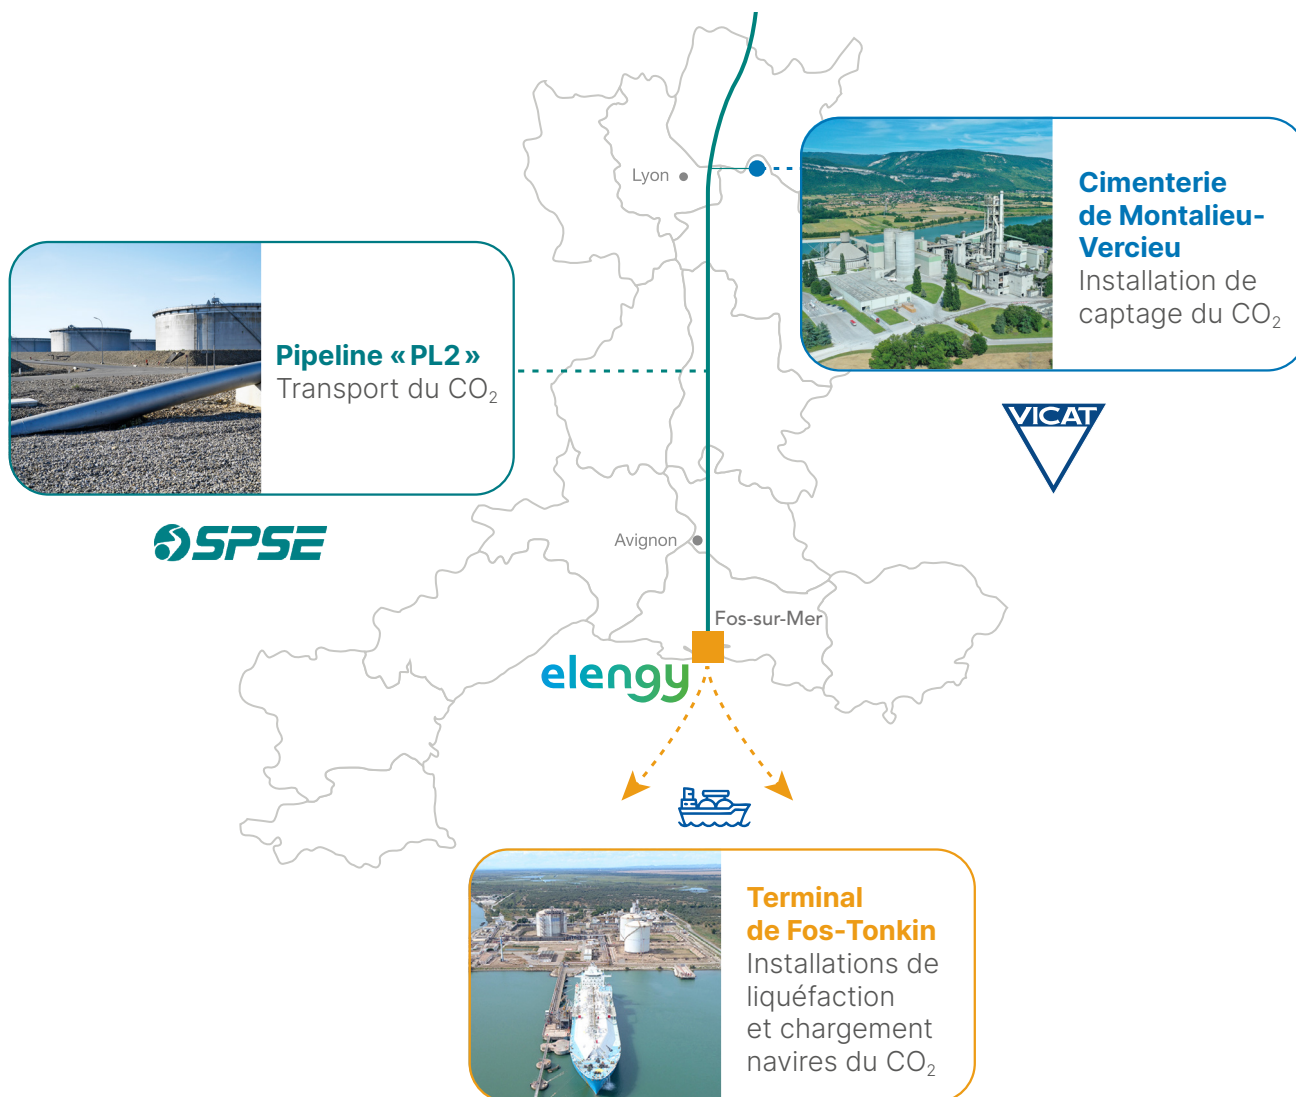 Lyon
Cimenterie
de Montalieu-
Vercieu
Installation de
captage du CO₂
VICAT
Pipeline « PL2 »
Transport du CO₂
SPSE
Avignon
Fos-sur-Mer
elengy
Terminal
de Fos-Tonkin
Installations de
liquéfaction
et chargement
navires du CO₂